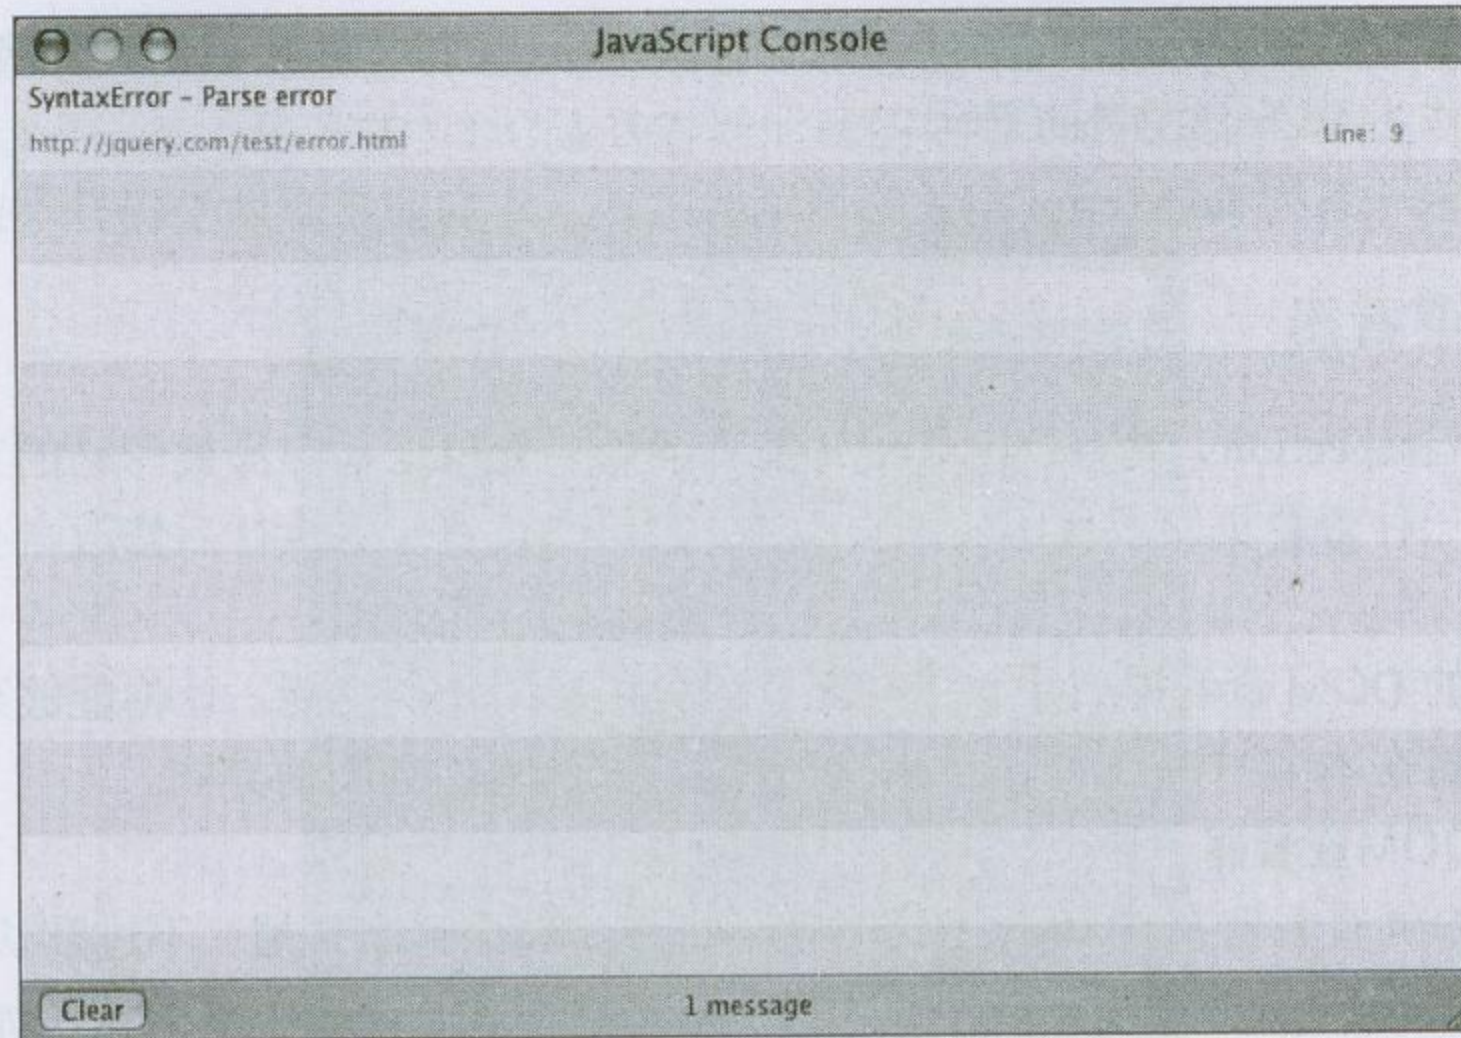 JavaScript Console
SyntaxError – Parse error
http://jquery.com/test/error.html
Line: 9
Clear
1 message